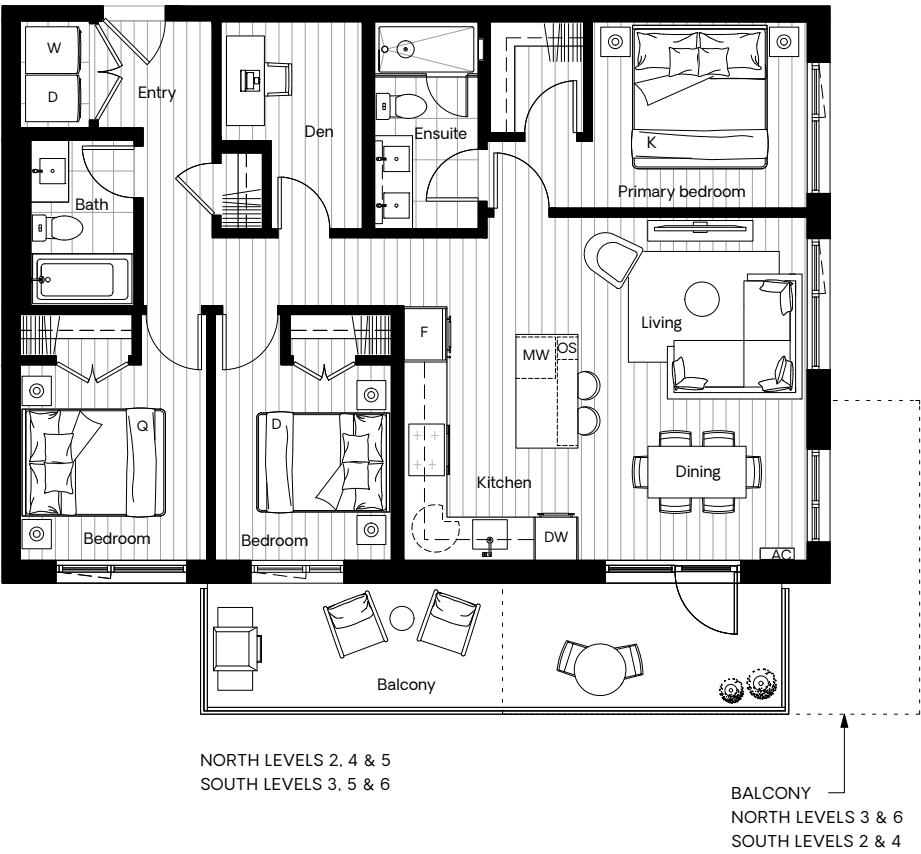 W
D
Entry
Den
Ensuite
K
Primary bedroom
Bath
F
MW
OS
Living
Q
D
Kitchen
Dining
Bedroom
Bedroom
DW
AC
Balcony
NORTH LEVELS 2, 4 & 5
SOUTH LEVELS 3, 5 & 6
BALCONY
NORTH LEVELS 3 & 6
SOUTH LEVELS 2 & 4